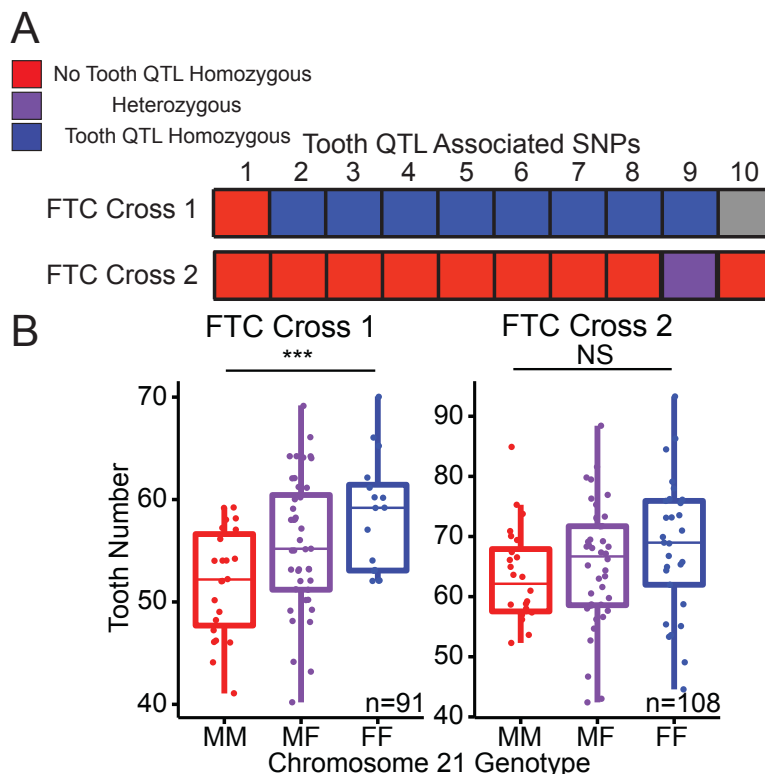 A
No Tooth QTL Homozygous
Heterozygous
Tooth QTL Homozygous
Tooth QTL Associated SNPs
1 2 3 4 5 6 7 8 9 10
FTC Cross 1
FTC Cross 2
B
FTC Cross 1
FTC Cross 2
***
NS
Tooth Number
70
60
50
40
n=91
MM MF FF
90
80
70
60
50
40
n=108
MM MF FF
Chromosome 21 Genotype